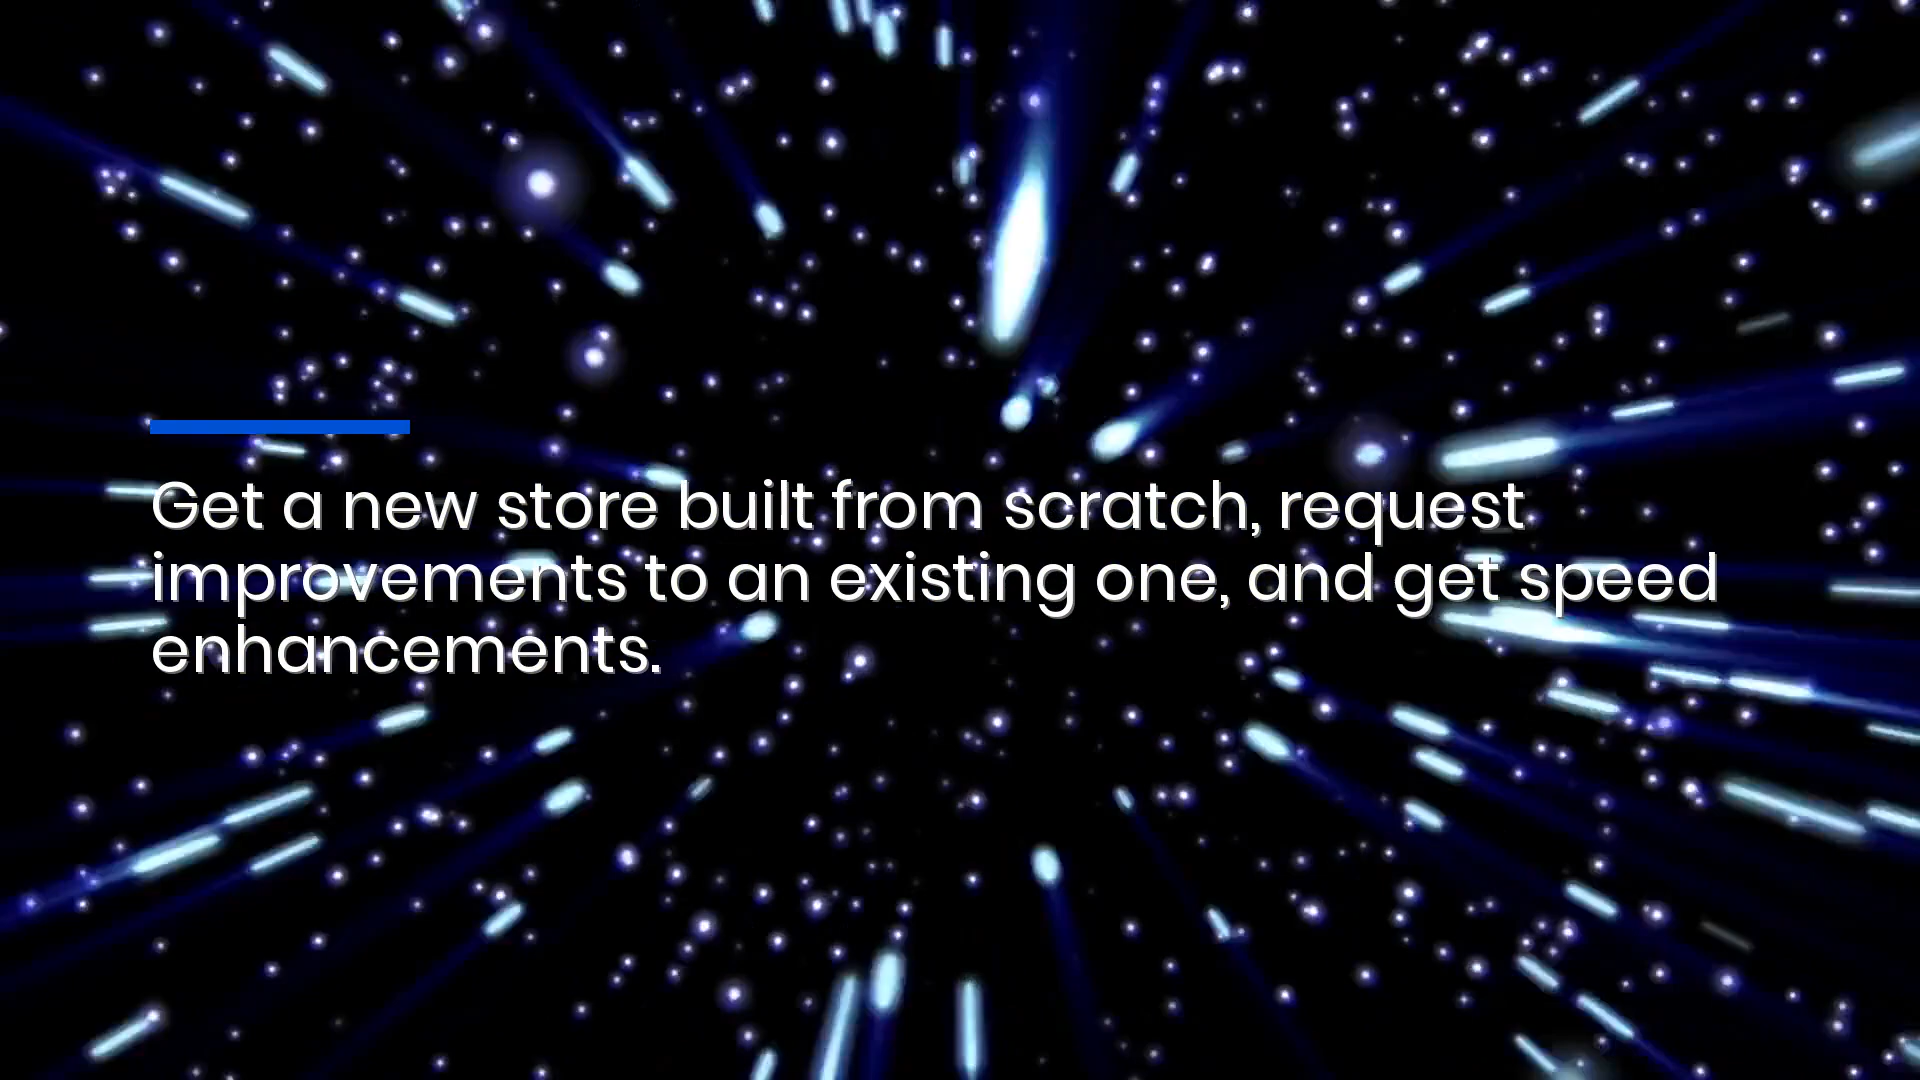 Get a new store built from scratch, request
improvements to an existing one, and get speed
enhancements.